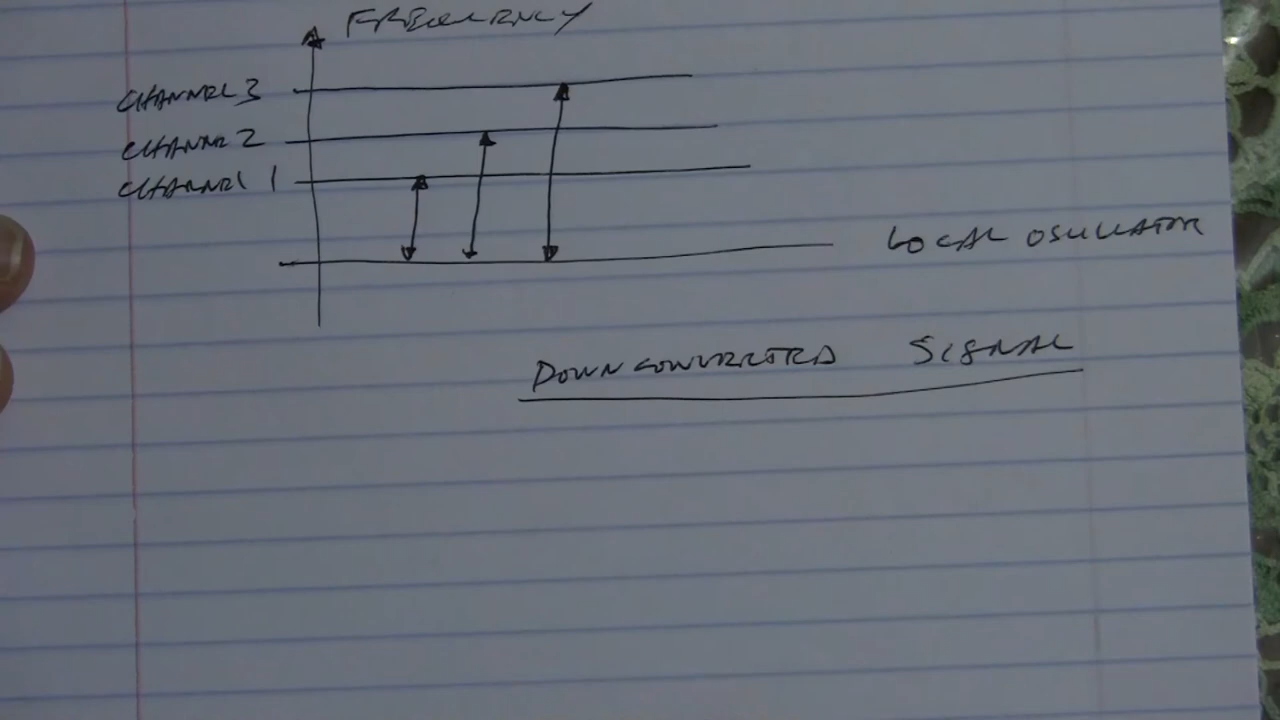 FREQUENCY
CHANNEL 3
CHANNEL 2
CHANNEL 1
LOCAL OSCILLATOR
DOWNCONVERTED SIGNAL